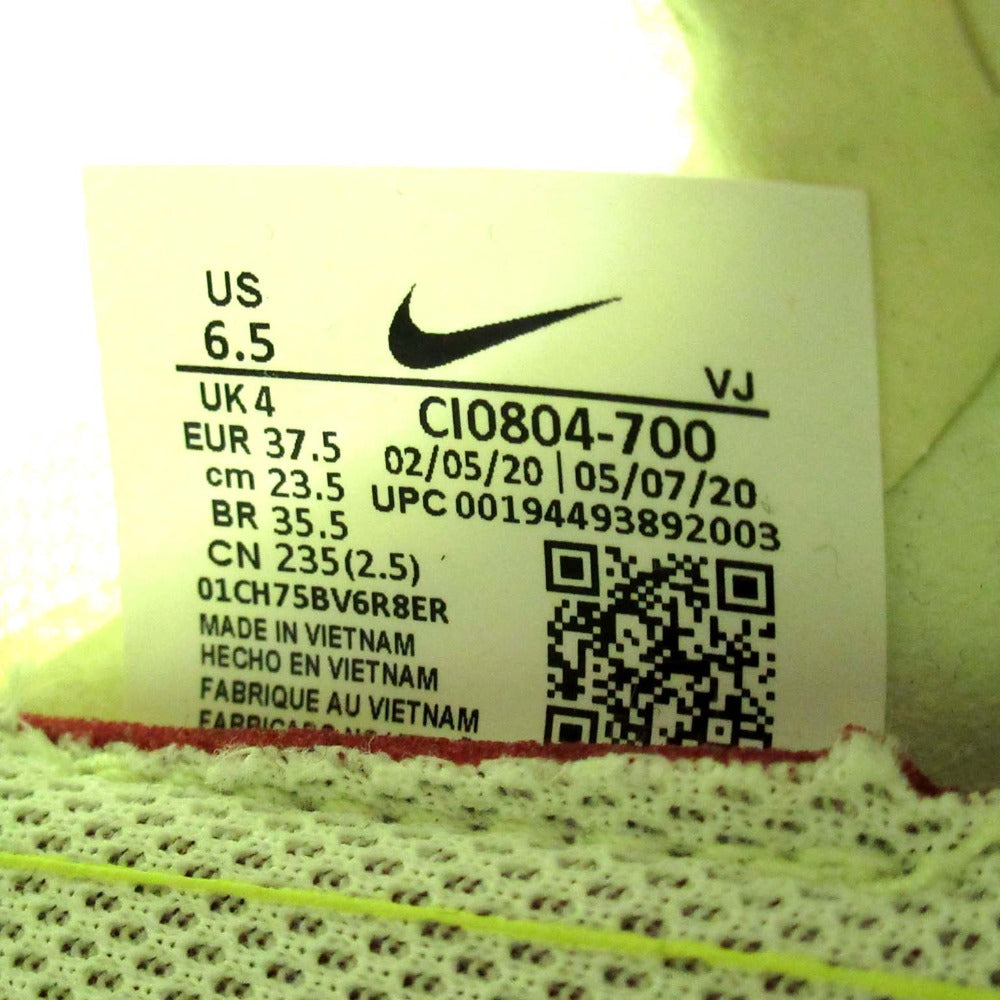 US
6.5
VJ
UK 4
CI0804-700
EUR 37.5
02/05/20 | 05/07/20
cm 23.5
UPC 00194493892003
BR 35.5
CN 235(2.5)
01CH75BV6R8ER
MADE IN VIETNAM
HECHO EN VIETNAM
FABRIQUE AU VIETNAM